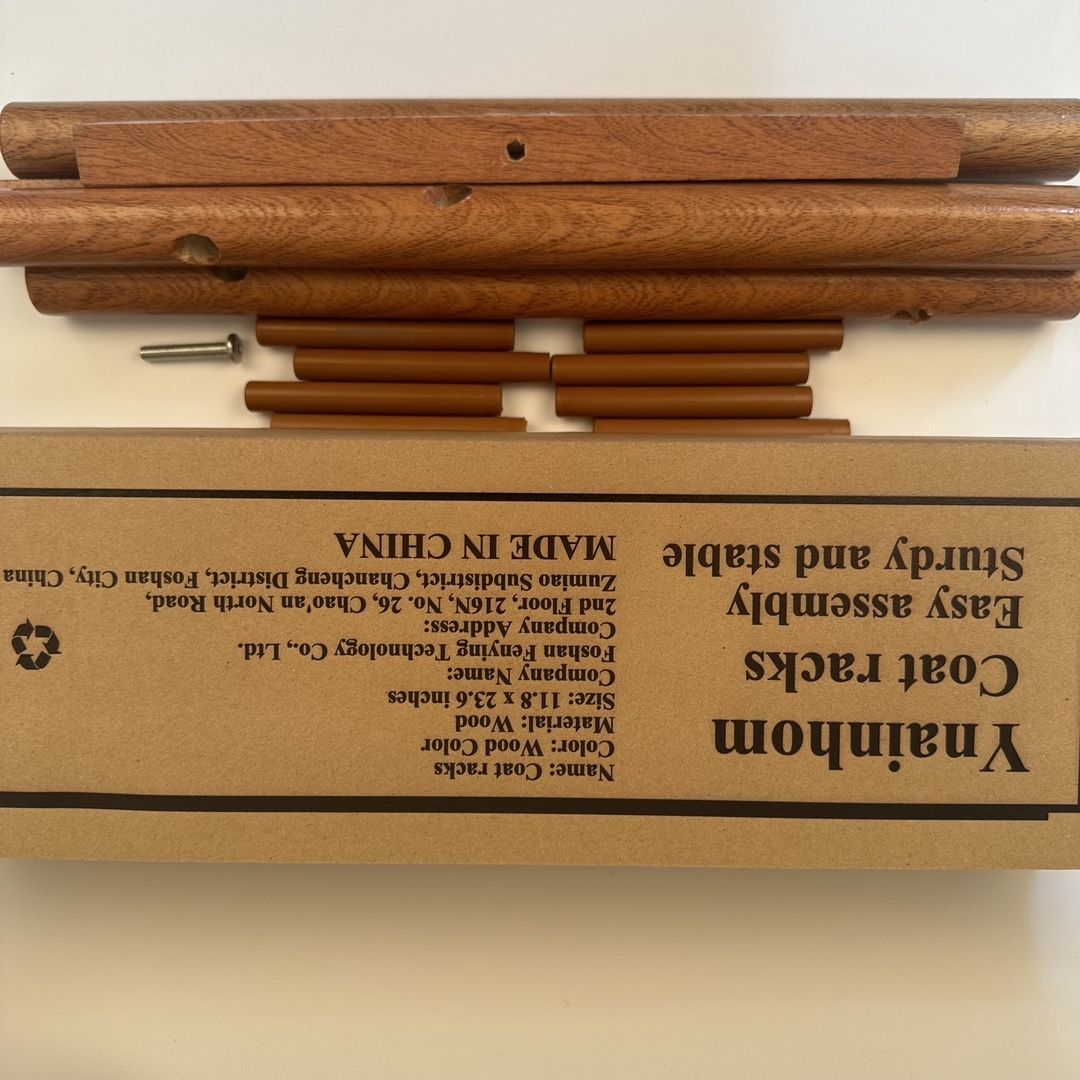 Ynainhom
Coat racks
Easy assembly
Sturdy and stable
Name: Coat racks
Color: Wood Color
Material: Wood
Size: 11.8 x 23.6 inches
Company Name:
Foshan Fenying Technology Co., Ltd.
Company Address:
2nd Floor, 216N, No. 26, Chao'an North Road,
Zumiao Subdistrict, Chancheng District, Foshan City, China
MADE IN CHINA